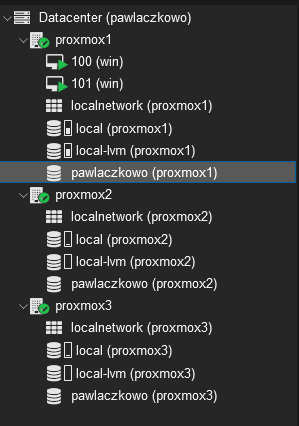 Datacenter (pawlaczkowo)
proxmox1
100 (win)
101 (win)
localnetwork (proxmox1)
local (proxmox1)
local-lvm (proxmox1)
pawlaczkowo (proxmox1)
proxmox2
localnetwork (proxmox2)
local (proxmox2)
local-lvm (proxmox2)
pawlaczkowo (proxmox2)
proxmox3
localnetwork (proxmox3)
local (proxmox3)
local-lvm (proxmox3)
pawlaczkowo (proxmox3)